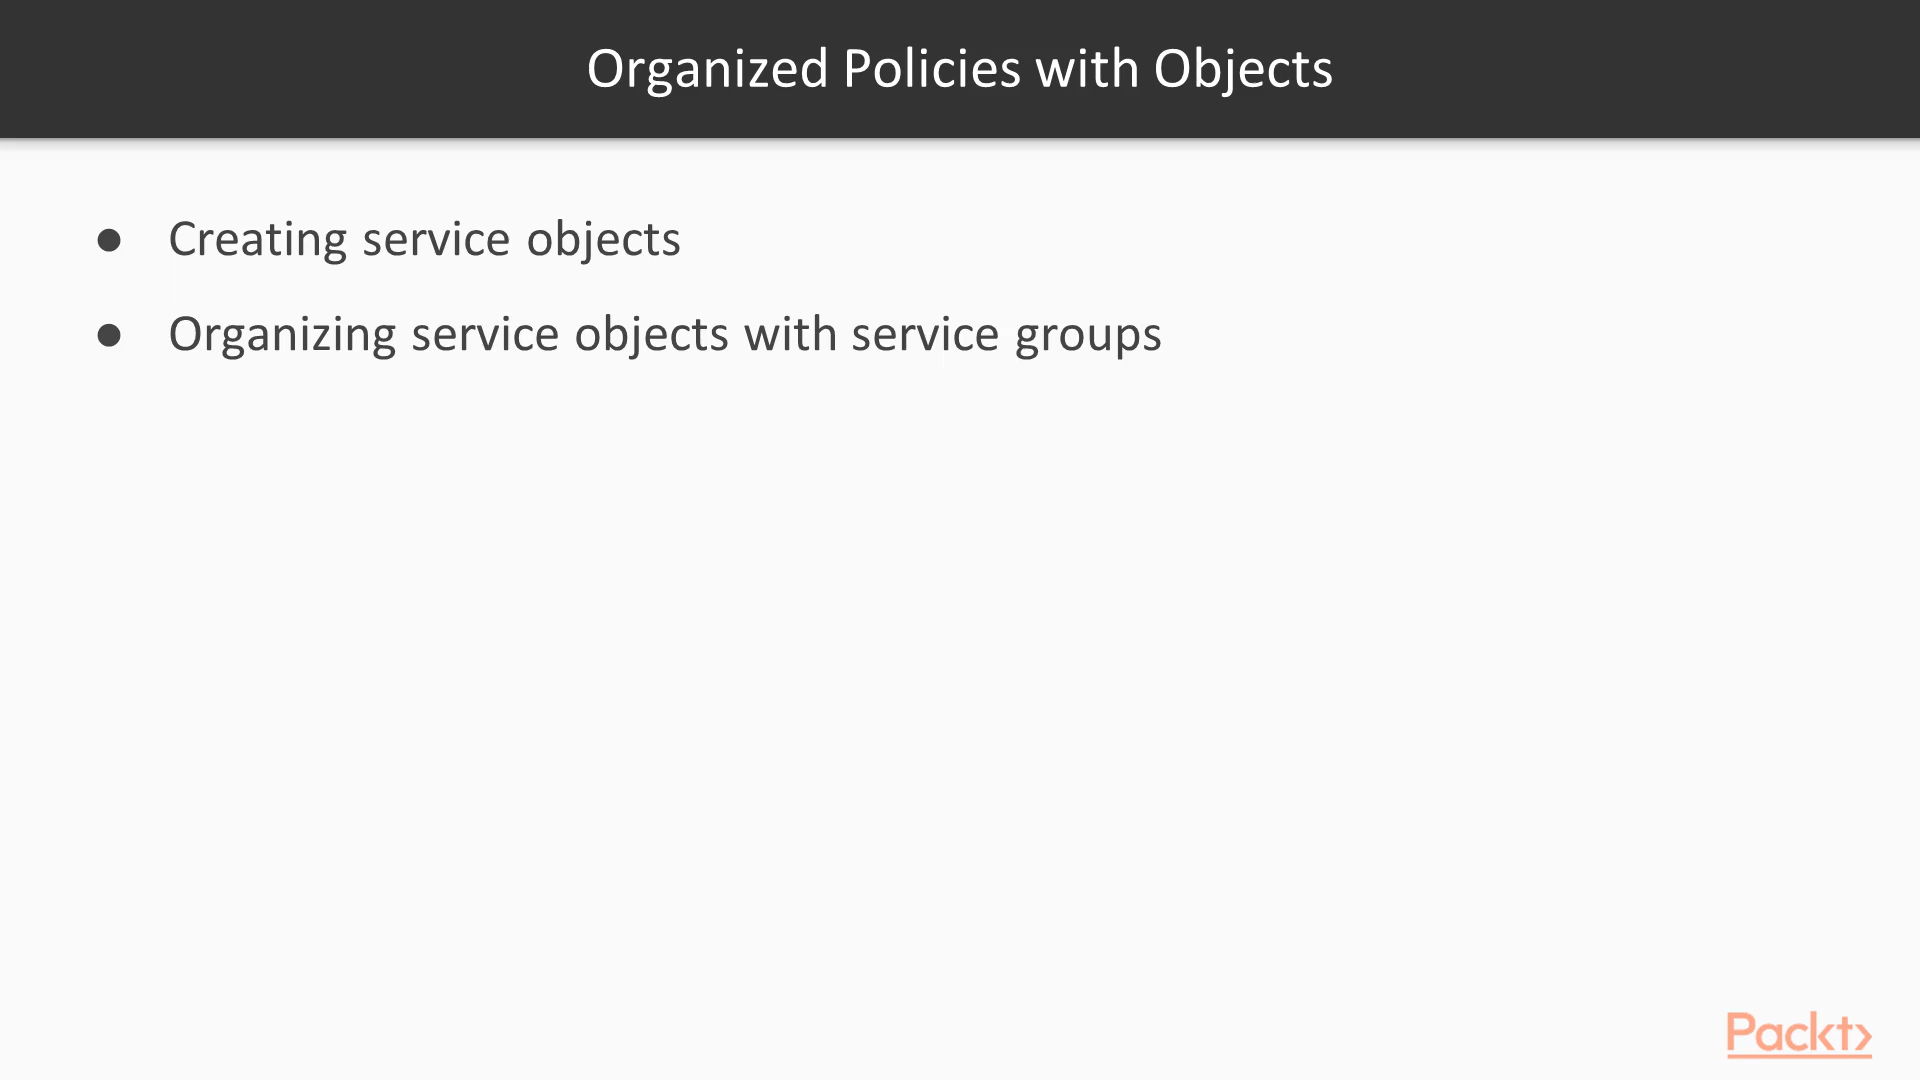 Organized Policies with Objects
● Creating service objects
● Organizing service objects with service groups
Packt>